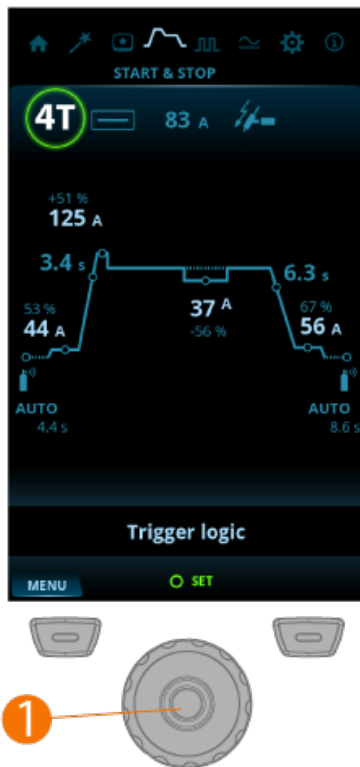 START & STOP
4T 83 A
+51 %
125 A
3.4 s 6.3 s
53 % 37 A 67 %
44 A -56 % 56 A
AUTO AUTO
4.4 s 8.6 s
Trigger logic
MENU SET
1